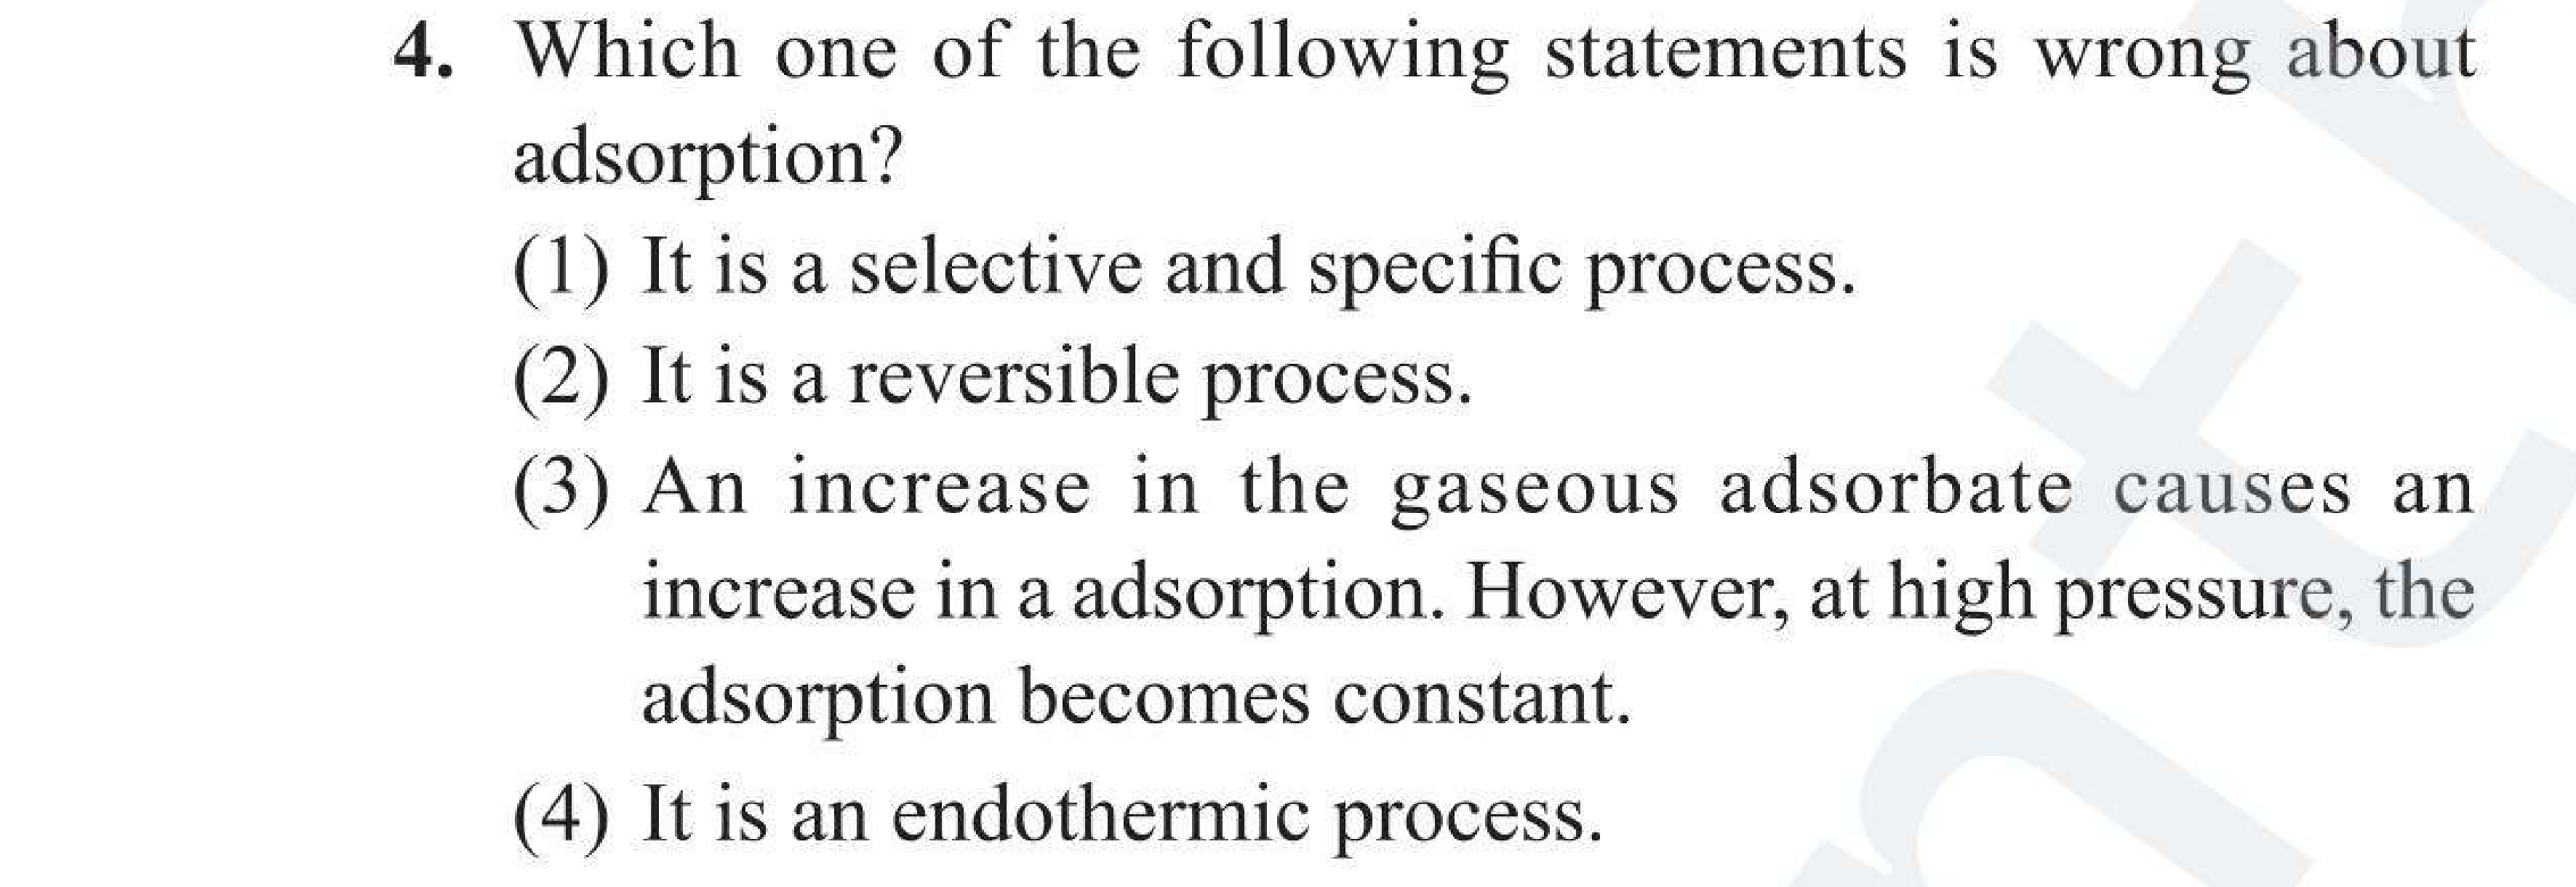 4. Which one of the following statements is wrong about
adsorption?
(1) It is a selective and specific process.
(2) It is a reversible process.
(3) An increase in the gaseous adsorbate causes an
increase in a adsorption. However, at high pressure, the
adsorption becomes constant.
(4) It is an endothermic process.